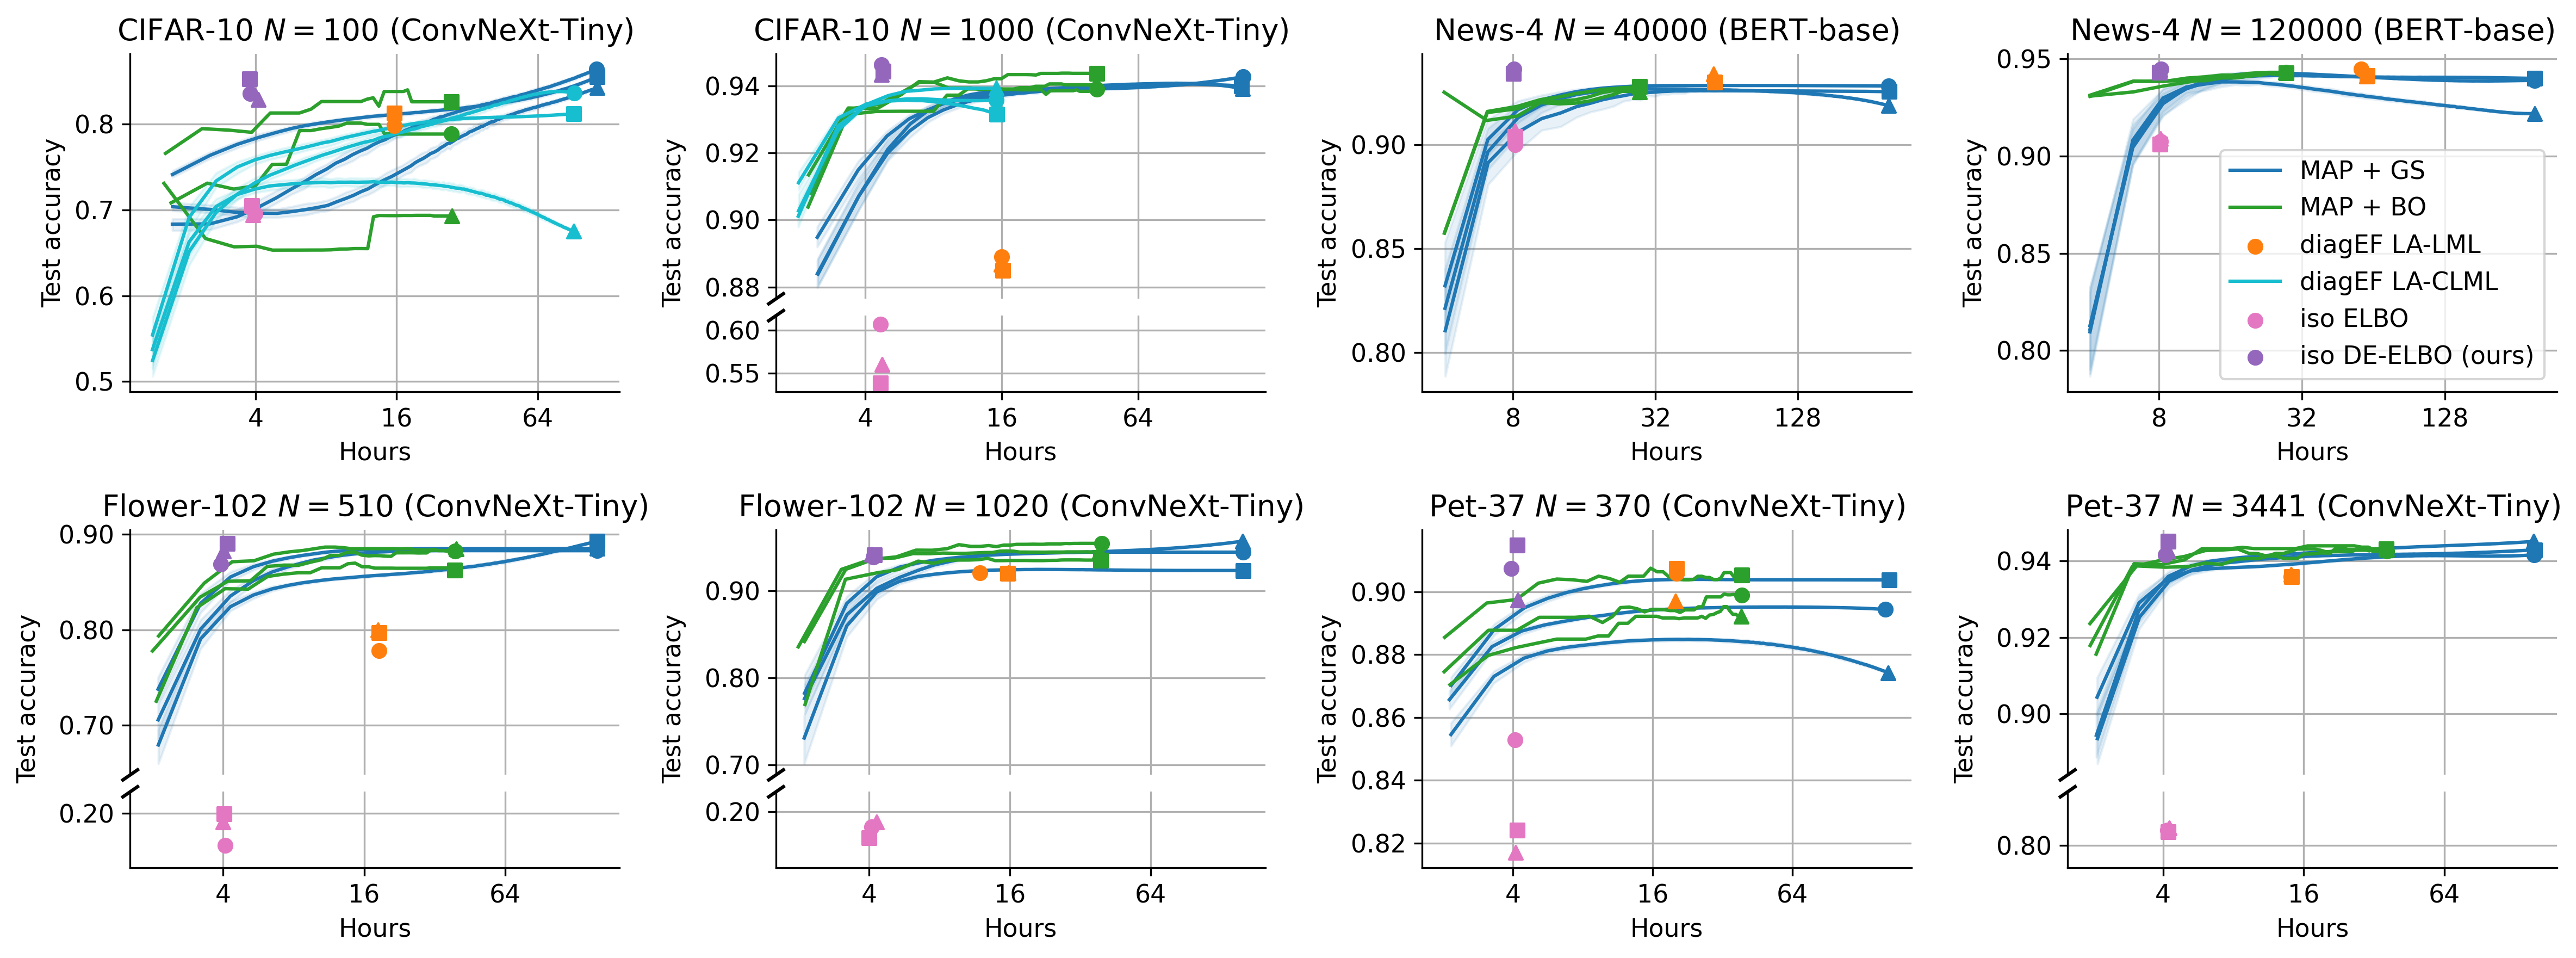 CIFAR-10 N = 100 (ConvNeXt-Tiny)
Test accuracy
0.8
0.7
0.6
0.5
4 16 64
Hours
CIFAR-10 N = 1000 (ConvNeXt-Tiny)
Test accuracy
0.94
0.92
0.90
0.88
0.60
0.55
4 16 64
Hours
News-4 N = 40000 (BERT-base)
Test accuracy
0.90
0.85
0.80
8 32 128
Hours
News-4 N = 120000 (BERT-base)
Test accuracy
0.95
0.90
0.85
0.80
MAP + GS
MAP + BO
diagEF LA-LML
diagEF LA-CLML
iso ELBO
iso DE-ELBO (ours)
8 32 128
Hours
Flower-102 N = 510 (ConvNeXt-Tiny)
Test accuracy
0.90
0.80
0.70
0.20
4 16 64
Hours
Flower-102 N = 1020 (ConvNeXt-Tiny)
Test accuracy
0.90
0.80
0.70
0.20
4 16 64
Hours
Pet-37 N = 370 (ConvNeXt-Tiny)
Test accuracy
0.90
0.88
0.86
0.84
0.82
4 16 64
Hours
Pet-37 N = 3441 (ConvNeXt-Tiny)
Test accuracy
0.94
0.92
0.90
0.80
4 16 64
Hours